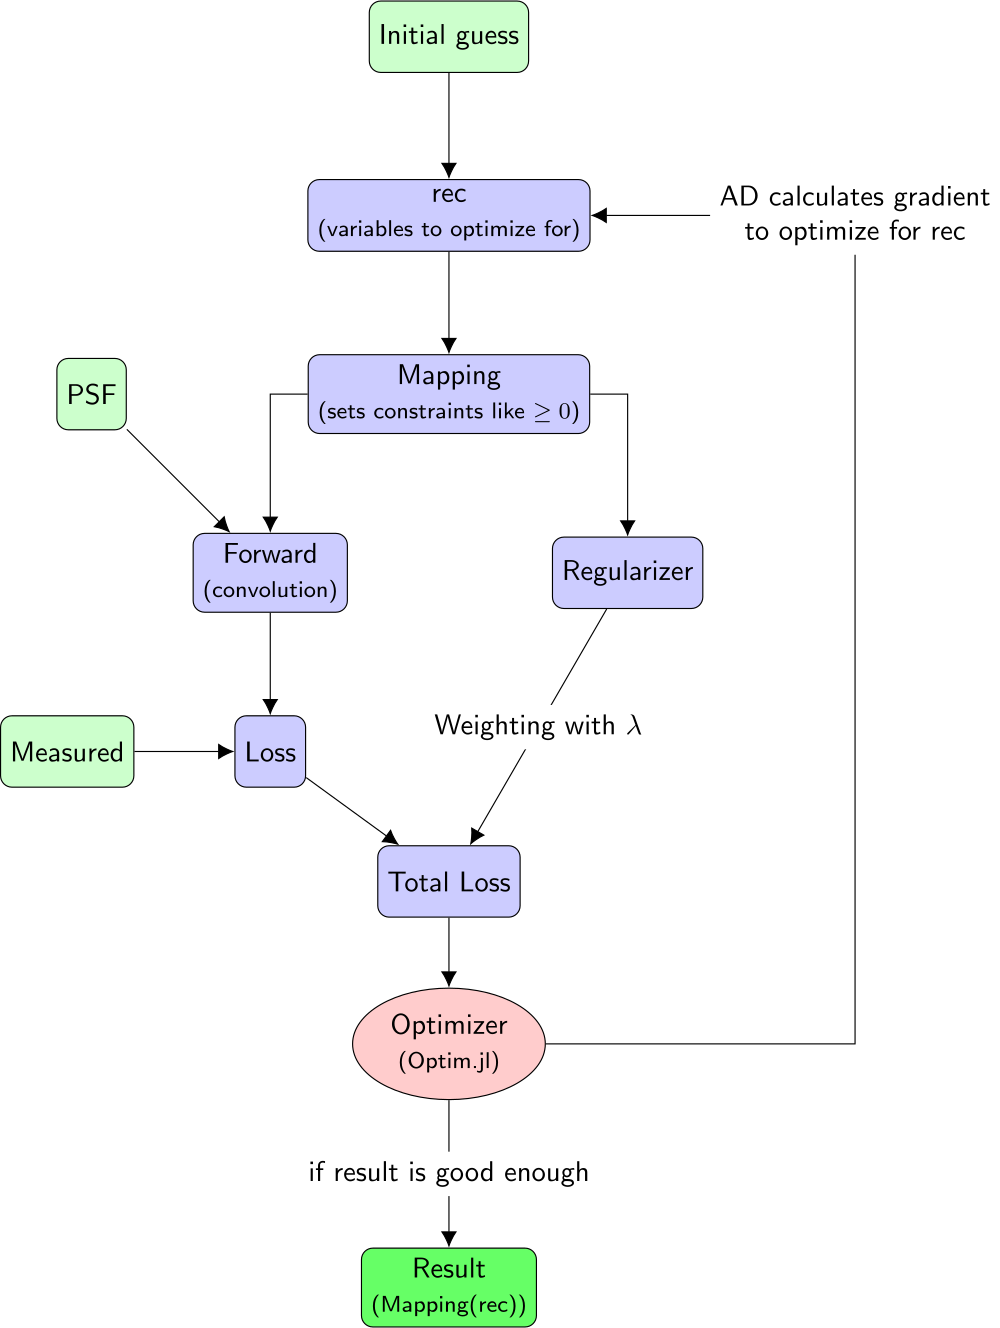 Initial guess
rec
(variables to optimize for)
AD calculates gradient
to optimize for rec
Mapping
(sets constraints like ≥ 0)
PSF
Forward
(convolution)
Regularizer
Weighting with λ
Measured
Loss
Total Loss
Optimizer
(Optim.jl)
if result is good enough
Result
(Mapping(rec))